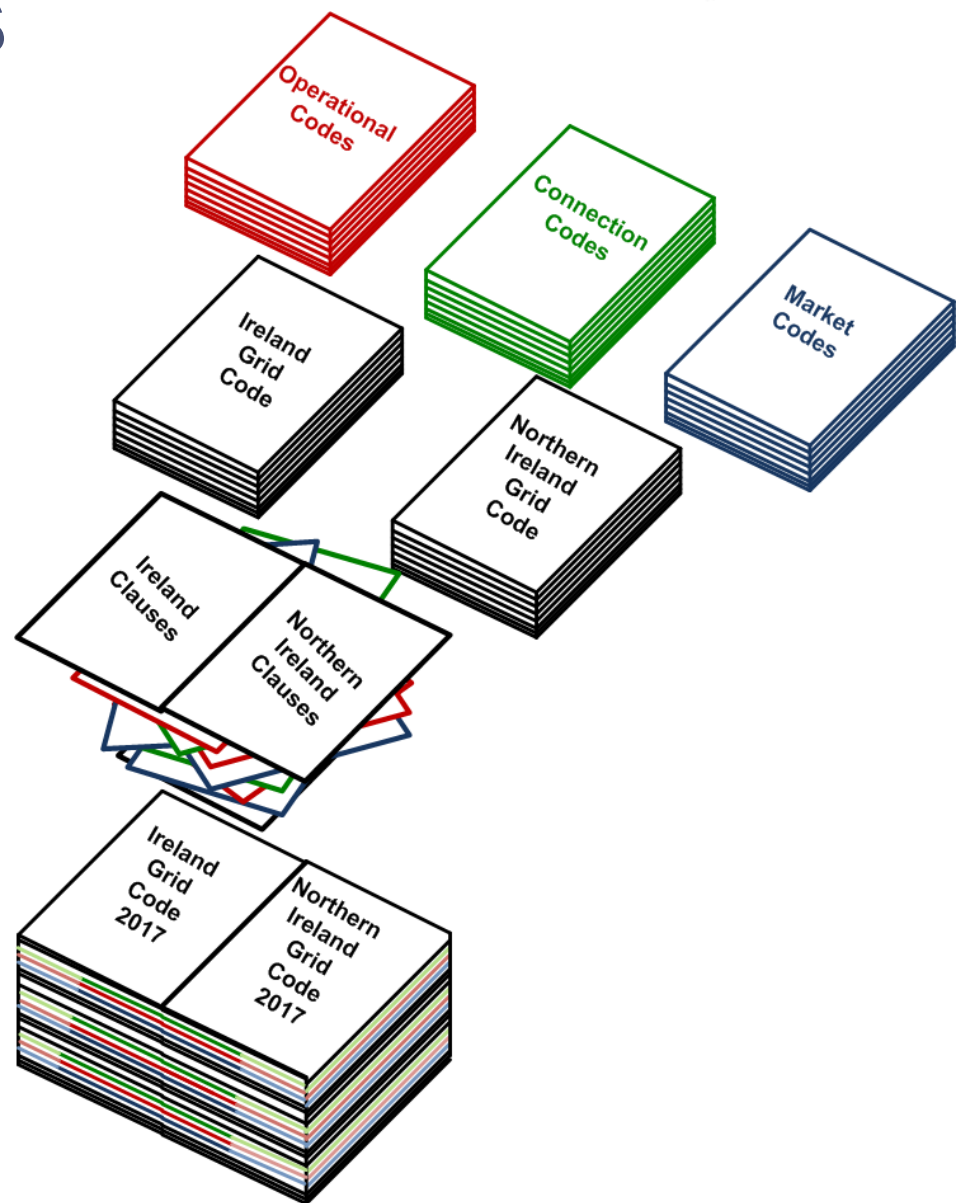 s
Operational
Codes
Connection
Codes
Market
Codes
Ireland
Grid
Code
Northern
Ireland
Grid
Code
Ireland
Clauses
Northern
Ireland
Clauses
Ireland
Grid
Code
2017
Northern
Ireland
Grid
Code
2017